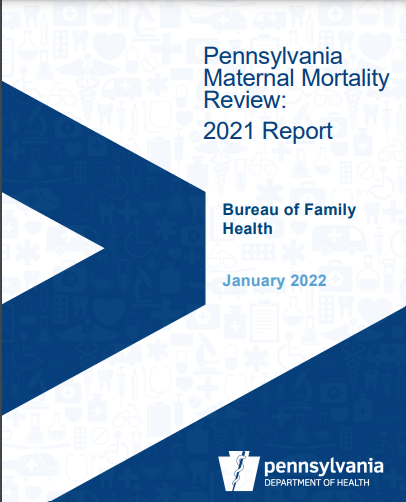 Pennsylvania
Maternal Mortality
Review:
2021 Report
Bureau of Family
Health
January 2022
pennsylvania
DEPARTMENT OF HEALTH